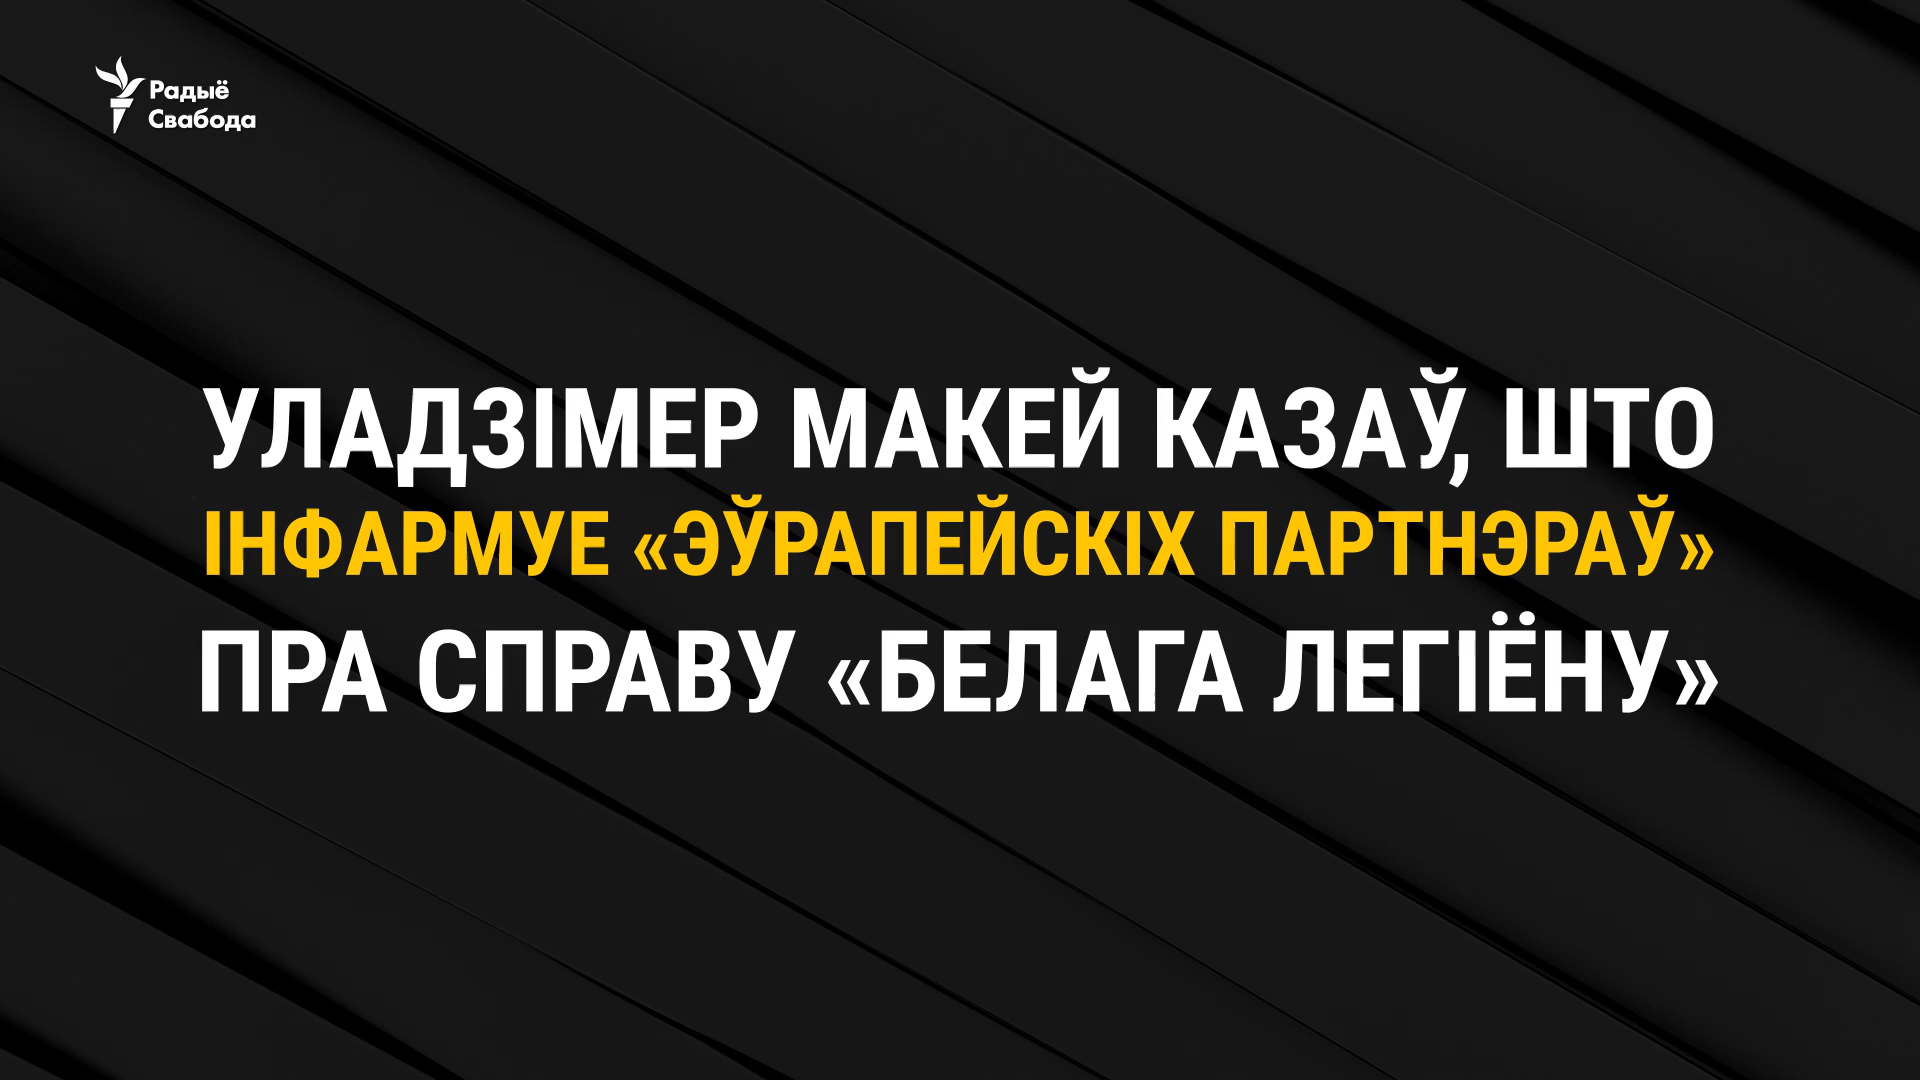 Радыё
Свабода
УЛАДЗІМЕР МАКЕЙ КАЗАЎ, ШТО
ІНФАРМУЕ «ЭЎРАПЕЙСКІХ ПАРТНЭРАЎ»
ПРА СПРАВУ «БЕЛАГА ЛЕГІЁНУ»